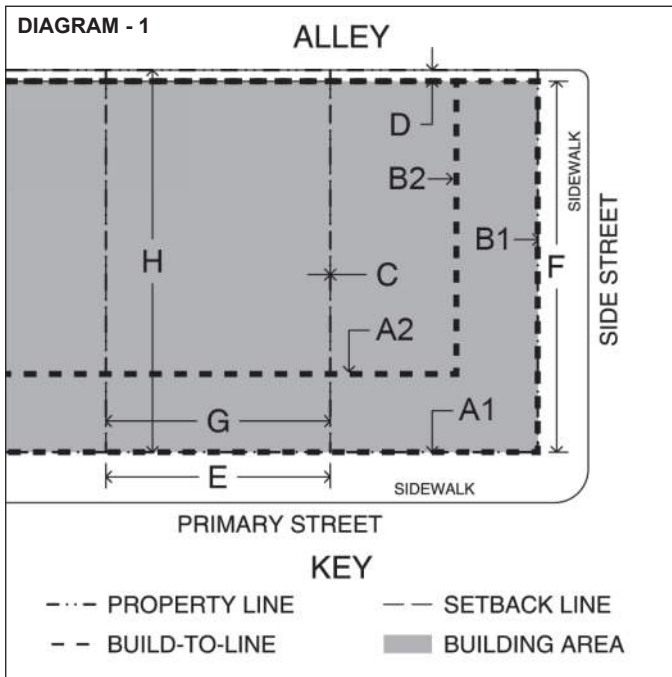 DIAGRAM - 1
ALLEY
D
B2
SIDEWALK
B1
H
F
SIDE STREET
C
A2
G
A1
E
SIDEWALK
PRIMARY STREET
KEY
PROPERTY LINE
SETBACK LINE
BUILD-TO-LINE
BUILDING AREA